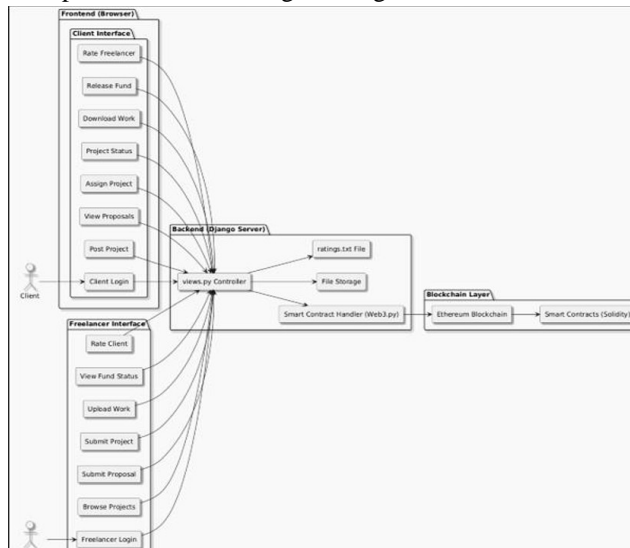 Frontend (Browser)
Client Interface
Rate Freelancer
Release Fund
Download Work
Project Status
Assign Project
View Proposals
Post Project
Client Login
Client
Backend (Django Server)
views.py Controller
ratings.txt File
File Storage
Smart Contract Handler (Web3.py)
Blockchain Layer
Ethereum Blockchain
Smart Contracts (Solidity)
Freelancer Interface
Rate Client
View Fund Status
Upload Work
Submit Project
Submit Proposal
Browse Projects
Freelancer Login